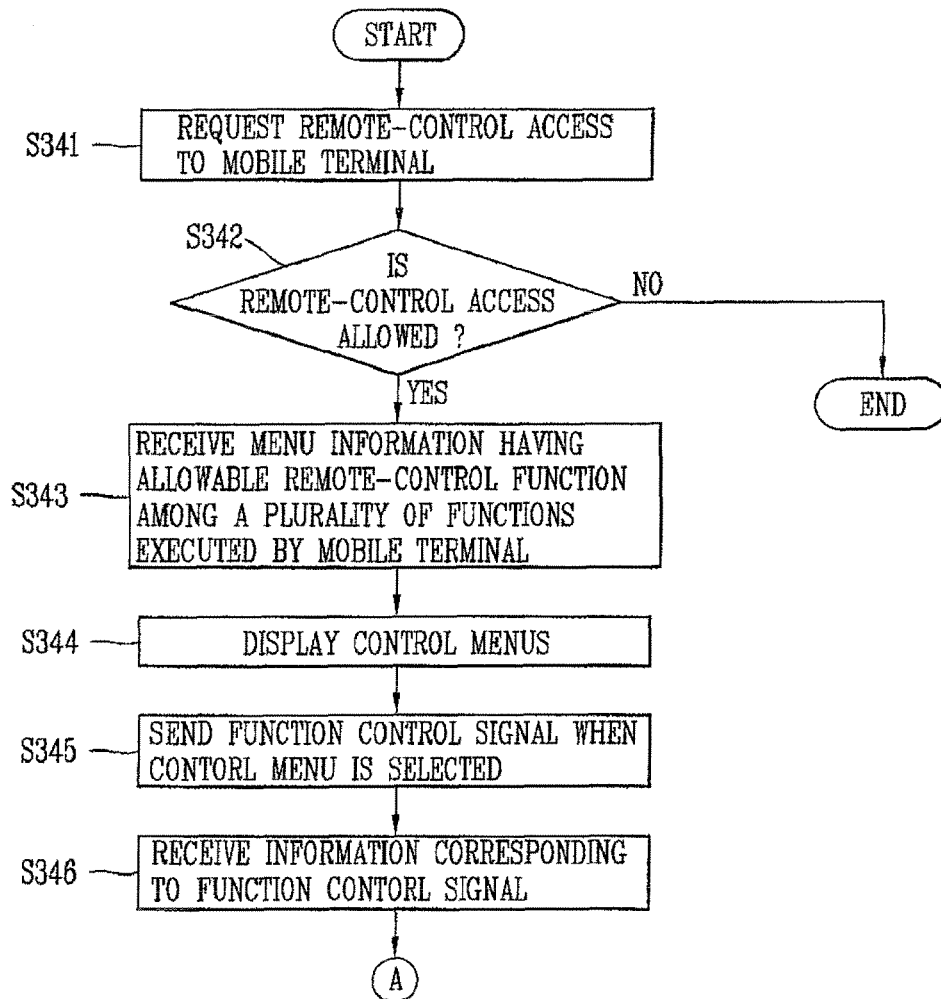 START
S341
REQUEST REMOTE-CONTROL ACCESS
TO MOBILE TERMINAL
S342
IS
REMOTE-CONTROL ACCESS
ALLOWED ?
NO
YES
END
S343
RECEIVE MENU INFORMATION HAVING
ALLOWABLE REMOTE-CONTROL FUNCTION
AMONG A PLURALITY OF FUNCTIONS
EXECUTED BY MOBILE TERMINAL
S344
DISPLAY CONTROL MENUS
S345
SEND FUNCTION CONTROL SIGNAL WHEN
CONTORL MENU IS SELECTED
S346
RECEIVE INFORMATION CORRESPONDING
TO FUNCTION CONTORL SIGNAL
A